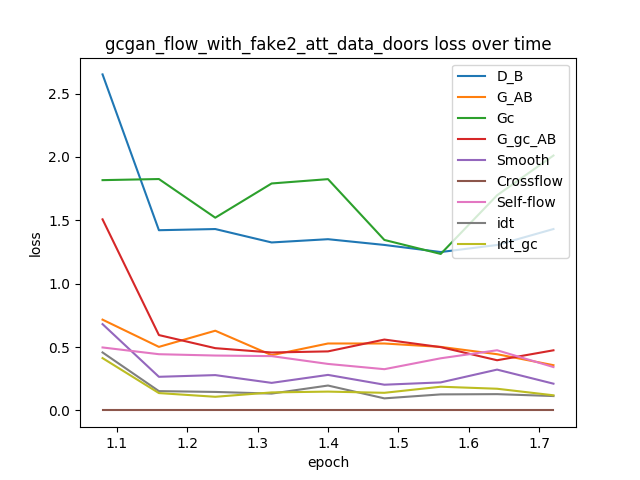 gcgan_flow_with_fake2_att_data_doors loss over time
loss
2.5
2.0
1.5
1.0
0.5
0.0
1.1 1.2 1.3 1.4 1.5 1.6 1.7
epoch
D_B
G_AB
Gc
G_gc_AB
Smooth
Crossflow
Self-flow
idt
idt_gc